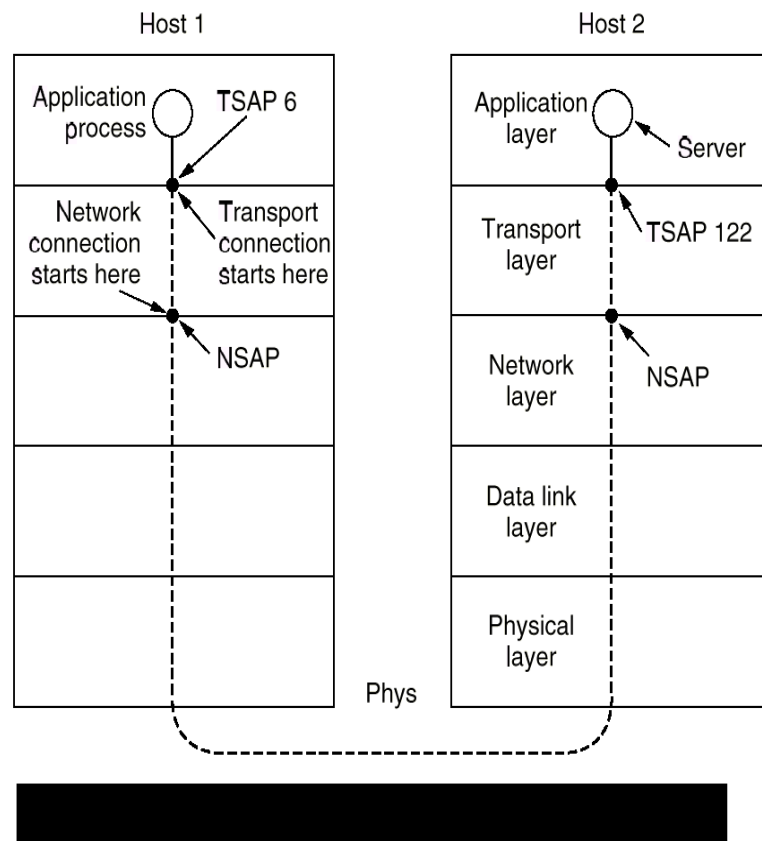 Host 1
Host 2
Application
process
TSAP 6
Application
layer
Server
Network
connection
starts here
Transport
connection
starts here
Transport
layer
TSAP 122
NSAP
Network
layer
NSAP
Data link
layer
Physical
layer
Phys